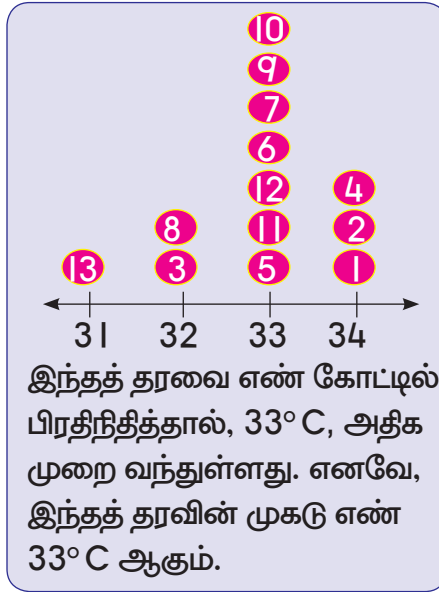 10
9
7
6
12 4
8 11 2
13 3 5 1
31 32 33 34
இந்தத் தரவை எண் கோட்டில்
பிரதிநிதித்தால், 33° C, அதிக
முறை வந்துள்ளது. எனவே,
இந்தத் தரவின் முகடு எண்
33° C ஆகும்.